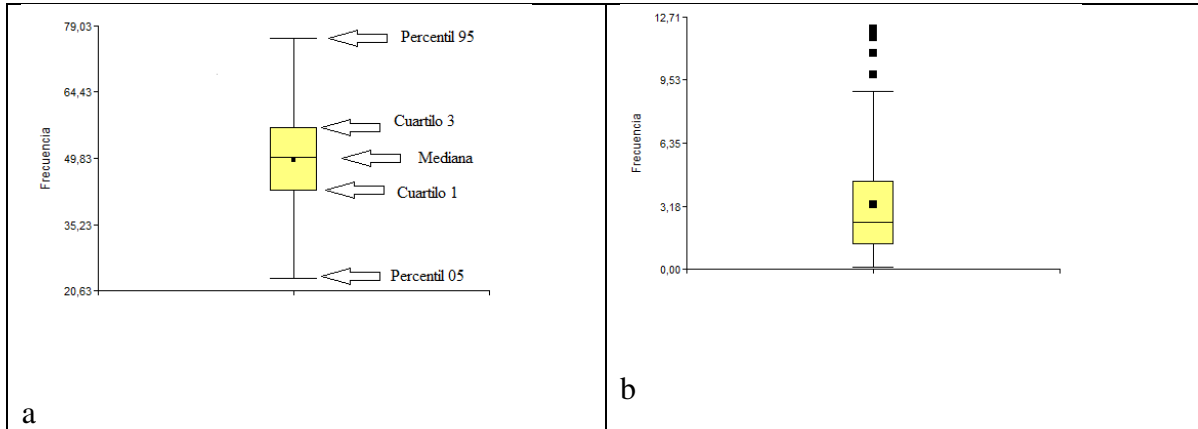 79,03
Percentil 95
64,43
Cuartilo 3
Frecuencia
49,83
Mediana
Cuartilo 1
35,23
Percentil 05
20,63
a
12,71
9,53
Frecuencia
6,35
3,18
0,00
b